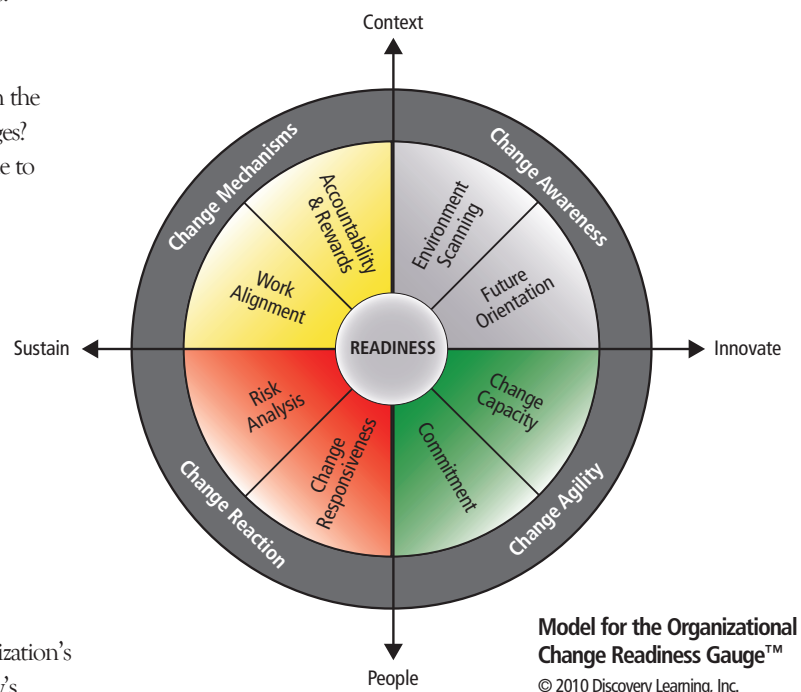 Context
n the
ges?
e to
Change Mechanisms
Change Awareness
Accountability
& Rewards
Environment
Scanning
Work
Alignment
Future
Orientation
Sustain
READINESS
Innovate
Risk
Analysis
Change
Capacity
Change
Responsiveness
Commitment
Change Reaction
Change Agility
Model for the Organizational
Change Readiness Gauge™
ization's
People
© 2010 Discovery Learning, Inc.